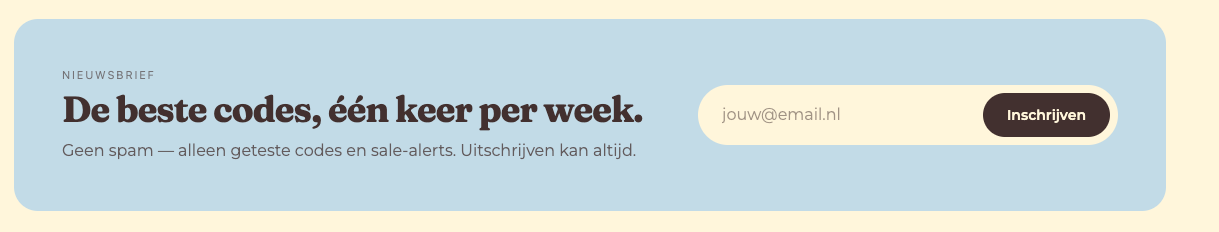 NIEUWSBRIEF
De beste codes, één keer per week.
Geen spam — alleen geteste codes en sale-alerts. Uitschrijven kan altijd.
jouw@email.nl
Inschrijven